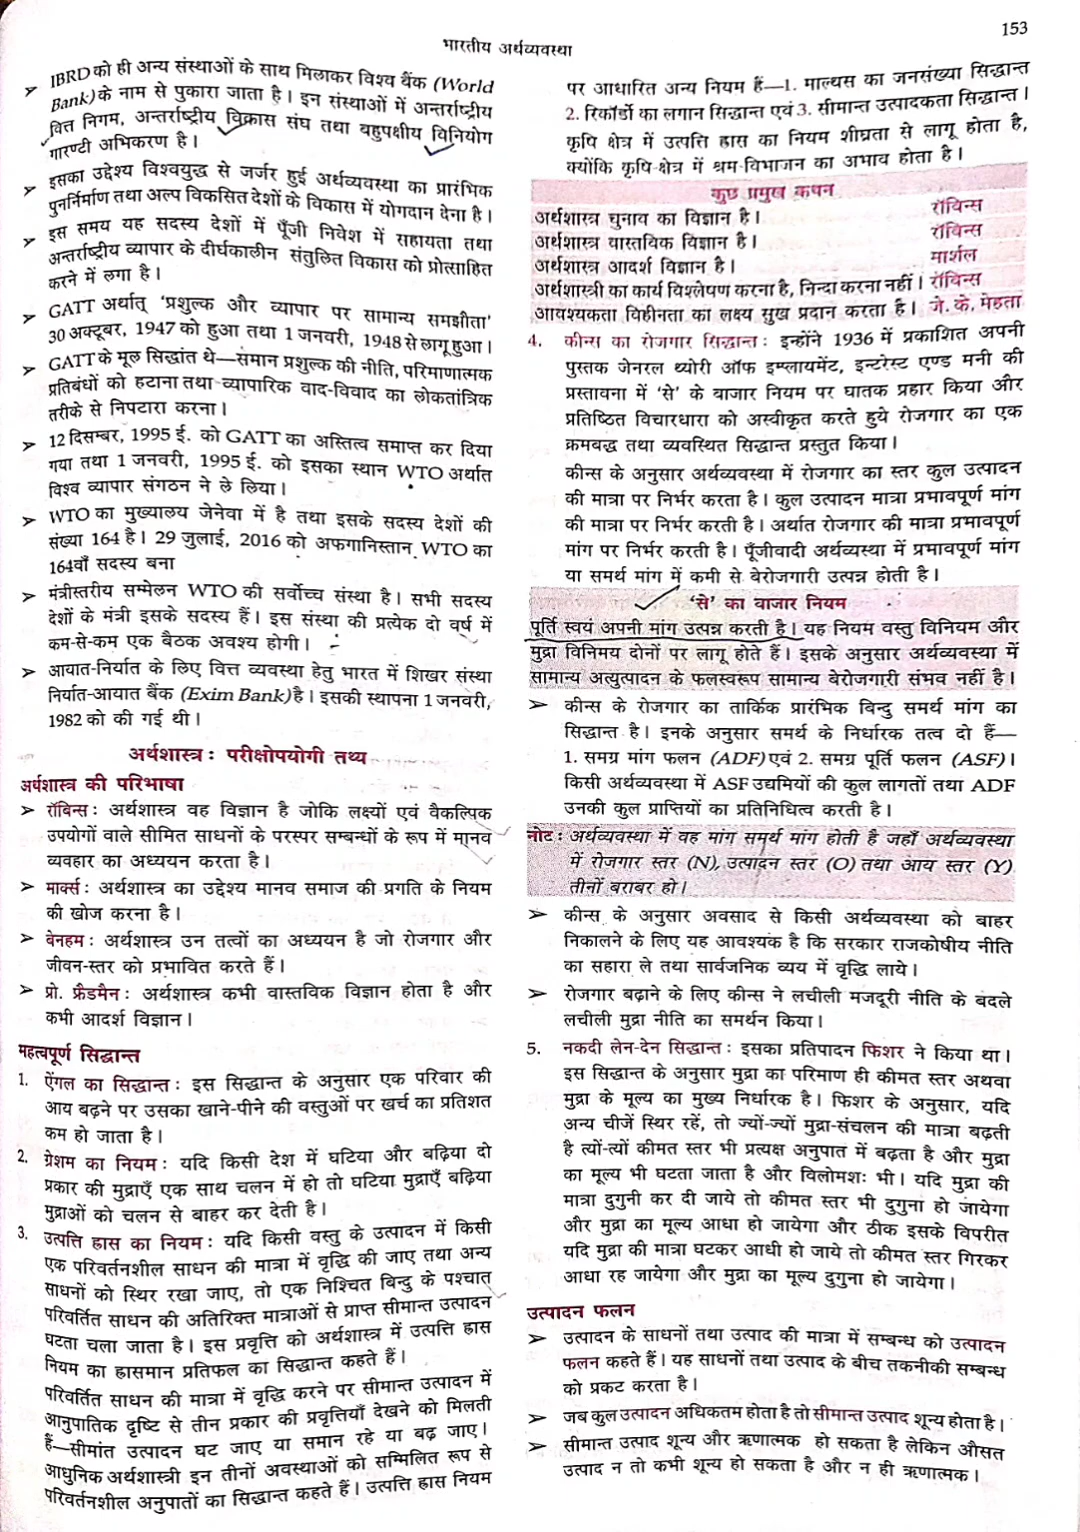 153
भारतीय अर्थव्यवस्था
➢ IBRD को ही अन्य संस्थाओं के साथ मिलाकर विश्व बैंक (World
Bank) के नाम से पुकारा जाता है। इन संस्थाओं में अन्तर्राष्ट्रीय
वित्त निगम, अन्तर्राष्ट्रीय विकास संघ तथा बहुपक्षीय विनियोग
गारण्टी अभिकरण है।
➢ इसका उद्देश्य विश्वयुद्ध से जर्जर हुई अर्थव्यवस्था का प्रारंभिक
पुनर्निर्माण तथा अल्प विकसित देशों के विकास में योगदान देना है।
➢ इस समय यह सदस्य देशों में पूँजी निवेश में सहायता तथा
अन्तर्राष्ट्रीय व्यापार के दीर्घकालीन संतुलित विकास को प्रोत्साहित
करने में लगा है।
➢ GATT अर्थात् 'प्रशुल्क और व्यापार पर सामान्य समझौता'
30 अक्टूबर, 1947 को हुआ तथा 1 जनवरी, 1948 से लागू हुआ।
➢ GATT के मूल सिद्धांत थे—समान प्रशुल्क की नीति, परिमाणात्मक
प्रतिबंधों को हटाना तथा व्यापारिक वाद-विवाद का लोकतांत्रिक
तरीके से निपटारा करना।
➢ 12 दिसम्बर, 1995 ई. को GATT का अस्तित्व समाप्त कर दिया
गया तथा 1 जनवरी, 1995 ई. को इसका स्थान WTO अर्थात
विश्व व्यापार संगठन ने ले लिया।
➢ WTO का मुख्यालय जेनेवा में है तथा इसके सदस्य देशों की
संख्या 164 है। 29 जुलाई, 2016 को अफगानिस्तान WTO का
164वाँ सदस्य बना
➢ मंत्रीस्तरीय सम्मेलन WTO की सर्वोच्च संस्था है। सभी सदस्य
देशों के मंत्री इसके सदस्य हैं। इस संस्था की प्रत्येक दो वर्ष में
कम-से-कम एक बैठक अवश्य होगी।
➢ आयात-निर्यात के लिए वित्त व्यवस्था हेतु भारत में शिखर संस्था
निर्यात-आयात बैंक (Exim Bank) है। इसकी स्थापना 1 जनवरी,
1982 को की गई थी।
अर्थशास्त्र : परीक्षोपयोगी तथ्य
अर्थशास्त्र की परिभाषा
➢ रॉबिन्स : अर्थशास्त्र वह विज्ञान है जोकि लक्ष्यों एवं वैकल्पिक
उपयोगों वाले सीमित साधनों के परस्पर सम्बन्धों के रूप में मानव
व्यवहार का अध्ययन करता है।
➢ मार्क्स : अर्थशास्त्र का उद्देश्य मानव समाज की प्रगति के नियम
की खोज करना है।
➢ बेनहम : अर्थशास्त्र उन तत्वों का अध्ययन है जो रोजगार और
जीवन-स्तर को प्रभावित करते हैं।
➢ प्रो. फ्रैडमैन : अर्थशास्त्र कभी वास्तविक विज्ञान होता है और
कभी आदर्श विज्ञान।
महत्वपूर्ण सिद्धान्त
1. ऐंगल का सिद्धान्त : इस सिद्धान्त के अनुसार एक परिवार की
आय बढ़ने पर उसका खाने-पीने की वस्तुओं पर खर्च का प्रतिशत
कम हो जाता है।
2. ग्रेशम का नियम : यदि किसी देश में घटिया और बढ़िया दो
प्रकार की मुद्राएँ एक साथ चलन में हो तो घटिया मुद्राएँ बढ़िया
मुद्राओं को चलन से बाहर कर देती है।
3. उत्पत्ति ह्रास का नियम : यदि किसी वस्तु के उत्पादन में किसी
एक परिवर्तनशील साधन की मात्रा में वृद्धि की जाए तथा अन्य
साधनों को स्थिर रखा जाए, तो एक निश्चित बिन्दु के पश्चात्
परिवर्तित साधन की अतिरिक्त मात्राओं से प्राप्त सीमान्त उत्पादन
घटता चला जाता है। इस प्रवृत्ति को अर्थशास्त्र में उत्पत्ति ह्रास
नियम का ह्रासमान प्रतिफल का सिद्धान्त कहते हैं।
परिवर्तित साधन की मात्रा में वृद्धि करने पर सीमान्त उत्पादन में
आनुपातिक दृष्टि से तीन प्रकार की प्रवृत्तियाँ देखने को मिलती
हैं—सीमांत उत्पादन घट जाए या समान रहे या बढ़ जाए।
आधुनिक अर्थशास्त्री इन तीनों अवस्थाओं को सम्मिलित रूप से
परिवर्तनशील अनुपातों का सिद्धान्त कहते हैं। उत्पत्ति ह्रास नियम
पर आधारित अन्य नियम हैं—1. माल्थस का जनसंख्या सिद्धान्त
2. रिकॉर्डो का लगान सिद्धान्त एवं 3. सीमान्त उत्पादकता सिद्धान्त।
कृषि क्षेत्र में उत्पत्ति ह्रास का नियम शीघ्रता से लागू होता है,
क्योंकि कृषि-क्षेत्र में श्रम-विभाजन का अभाव होता है।
कुछ प्रमुख कथन
अर्थशास्त्र चुनाव का विज्ञान है। रॉबिन्स
अर्थशास्त्र वास्तविक विज्ञान है। रॉबिन्स
अर्थशास्त्र आदर्श विज्ञान है। मार्शल
अर्थशास्त्री का कार्य विश्लेषण करना है, निन्दा करना नहीं। रॉबिन्स
आवश्यकता विहीनता का लक्ष्य सुख प्रदान करता है। जे. के. मेहता
4. कीन्स का रोजगार सिद्धान्त : इन्होंने 1936 में प्रकाशित अपनी
पुस्तक जेनरल थ्योरी ऑफ इम्प्लायमेंट, इन्टरेस्ट एण्ड मनी की
प्रस्तावना में 'से' के बाजार नियम पर घातक प्रहार किया और
प्रतिष्ठित विचारधारा को अस्वीकृत करते हुये रोजगार का एक
क्रमबद्ध तथा व्यवस्थित सिद्धान्त प्रस्तुत किया।
कीन्स के अनुसार अर्थव्यवस्था में रोजगार का स्तर कुल उत्पादन
की मात्रा पर निर्भर करता है। कुल उत्पादन मात्रा प्रभावपूर्ण मांग
की मात्रा पर निर्भर करती है। अर्थात रोजगार की मात्रा प्रभावपूर्ण
मांग पर निर्भर करती है। पूँजीवादी अर्थव्यवस्था में प्रभावपूर्ण मांग
या समर्थ मांग में कमी से बेरोजगारी उत्पन्न होती है।
'से' का बाजार नियम
पूर्ति स्वयं अपनी मांग उत्पन्न करती है। यह नियम वस्तु विनियम और
मुद्रा विनिमय दोनों पर लागू होते हैं। इसके अनुसार अर्थव्यवस्था में
सामान्य अत्युत्पादन के फलस्वरूप सामान्य बेरोजगारी संभव नहीं है।
➢ कीन्स के रोजगार का तार्किक प्रारंभिक विन्दु समर्थ मांग का
सिद्धान्त है। इनके अनुसार समर्थ के निर्धारक तत्व दो हैं—
1. समग्र मांग फलन (ADF) एवं 2. समग्र पूर्ति फलन (ASF)।
किसी अर्थव्यवस्था में ASF उद्यमियों की कुल लागतों तथा ADF
उनकी कुल प्राप्तियों का प्रतिनिधित्व करती है।
नोट : अर्थव्यवस्था में वह मांग समर्थ मांग होती है जहाँ अर्थव्यवस्था
में रोजगार स्तर (N), उत्पादन स्तर (O) तथा आय स्तर (Y)
तीनों बराबर हो।
➢ कीन्स के अनुसार अवसाद से किसी अर्थव्यवस्था को बाहर
निकालने के लिए यह आवश्यक है कि सरकार राजकोषीय नीति
का सहारा ले तथा सार्वजनिक व्यय में वृद्धि लाये।
➢ रोजगार बढ़ाने के लिए कीन्स ने लचीली मजदूरी नीति के बदले
लचीली मुद्रा नीति का समर्थन किया।
5. नकदी लेन-देन सिद्धान्त : इसका प्रतिपादन फिशर ने किया था।
इस सिद्धान्त के अनुसार मुद्रा का परिमाण ही कीमत स्तर अथवा
मुद्रा के मूल्य का मुख्य निर्धारक है। फिशर के अनुसार, यदि
अन्य चीजें स्थिर रहें, तो ज्यों-ज्यों मुद्रा-संचलन की मात्रा बढ़ती
है त्यों-त्यों कीमत स्तर भी प्रत्यक्ष अनुपात में बढ़ता है और मुद्रा
का मूल्य भी घटता जाता है और विलोमशः भी। यदि मुद्रा की
मात्रा दुगुनी कर दी जाये तो कीमत स्तर भी दुगुना हो जायेगा
और मुद्रा का मूल्य आधा हो जायेगा और ठीक इसके विपरीत
यदि मुद्रा की मात्रा घटकर आधी हो जाये तो कीमत स्तर गिरकर
आधा रह जायेगा और मुद्रा का मूल्य दुगुना हो जायेगा।
उत्पादन फलन
➢ उत्पादन के साधनों तथा उत्पाद की मात्रा में सम्बन्ध को उत्पादन
फलन कहते हैं। यह साधनों तथा उत्पाद के बीच तकनीकी सम्बन्ध
को प्रकट करता है।
➢ जब कुल उत्पादन अधिकतम होता है तो सीमान्त उत्पाद शून्य होता है।
➢ सीमान्त उत्पाद शून्य और ऋणात्मक हो सकता है लेकिन औसत
उत्पाद न तो कभी शून्य हो सकता है और न ही ऋणात्मक।